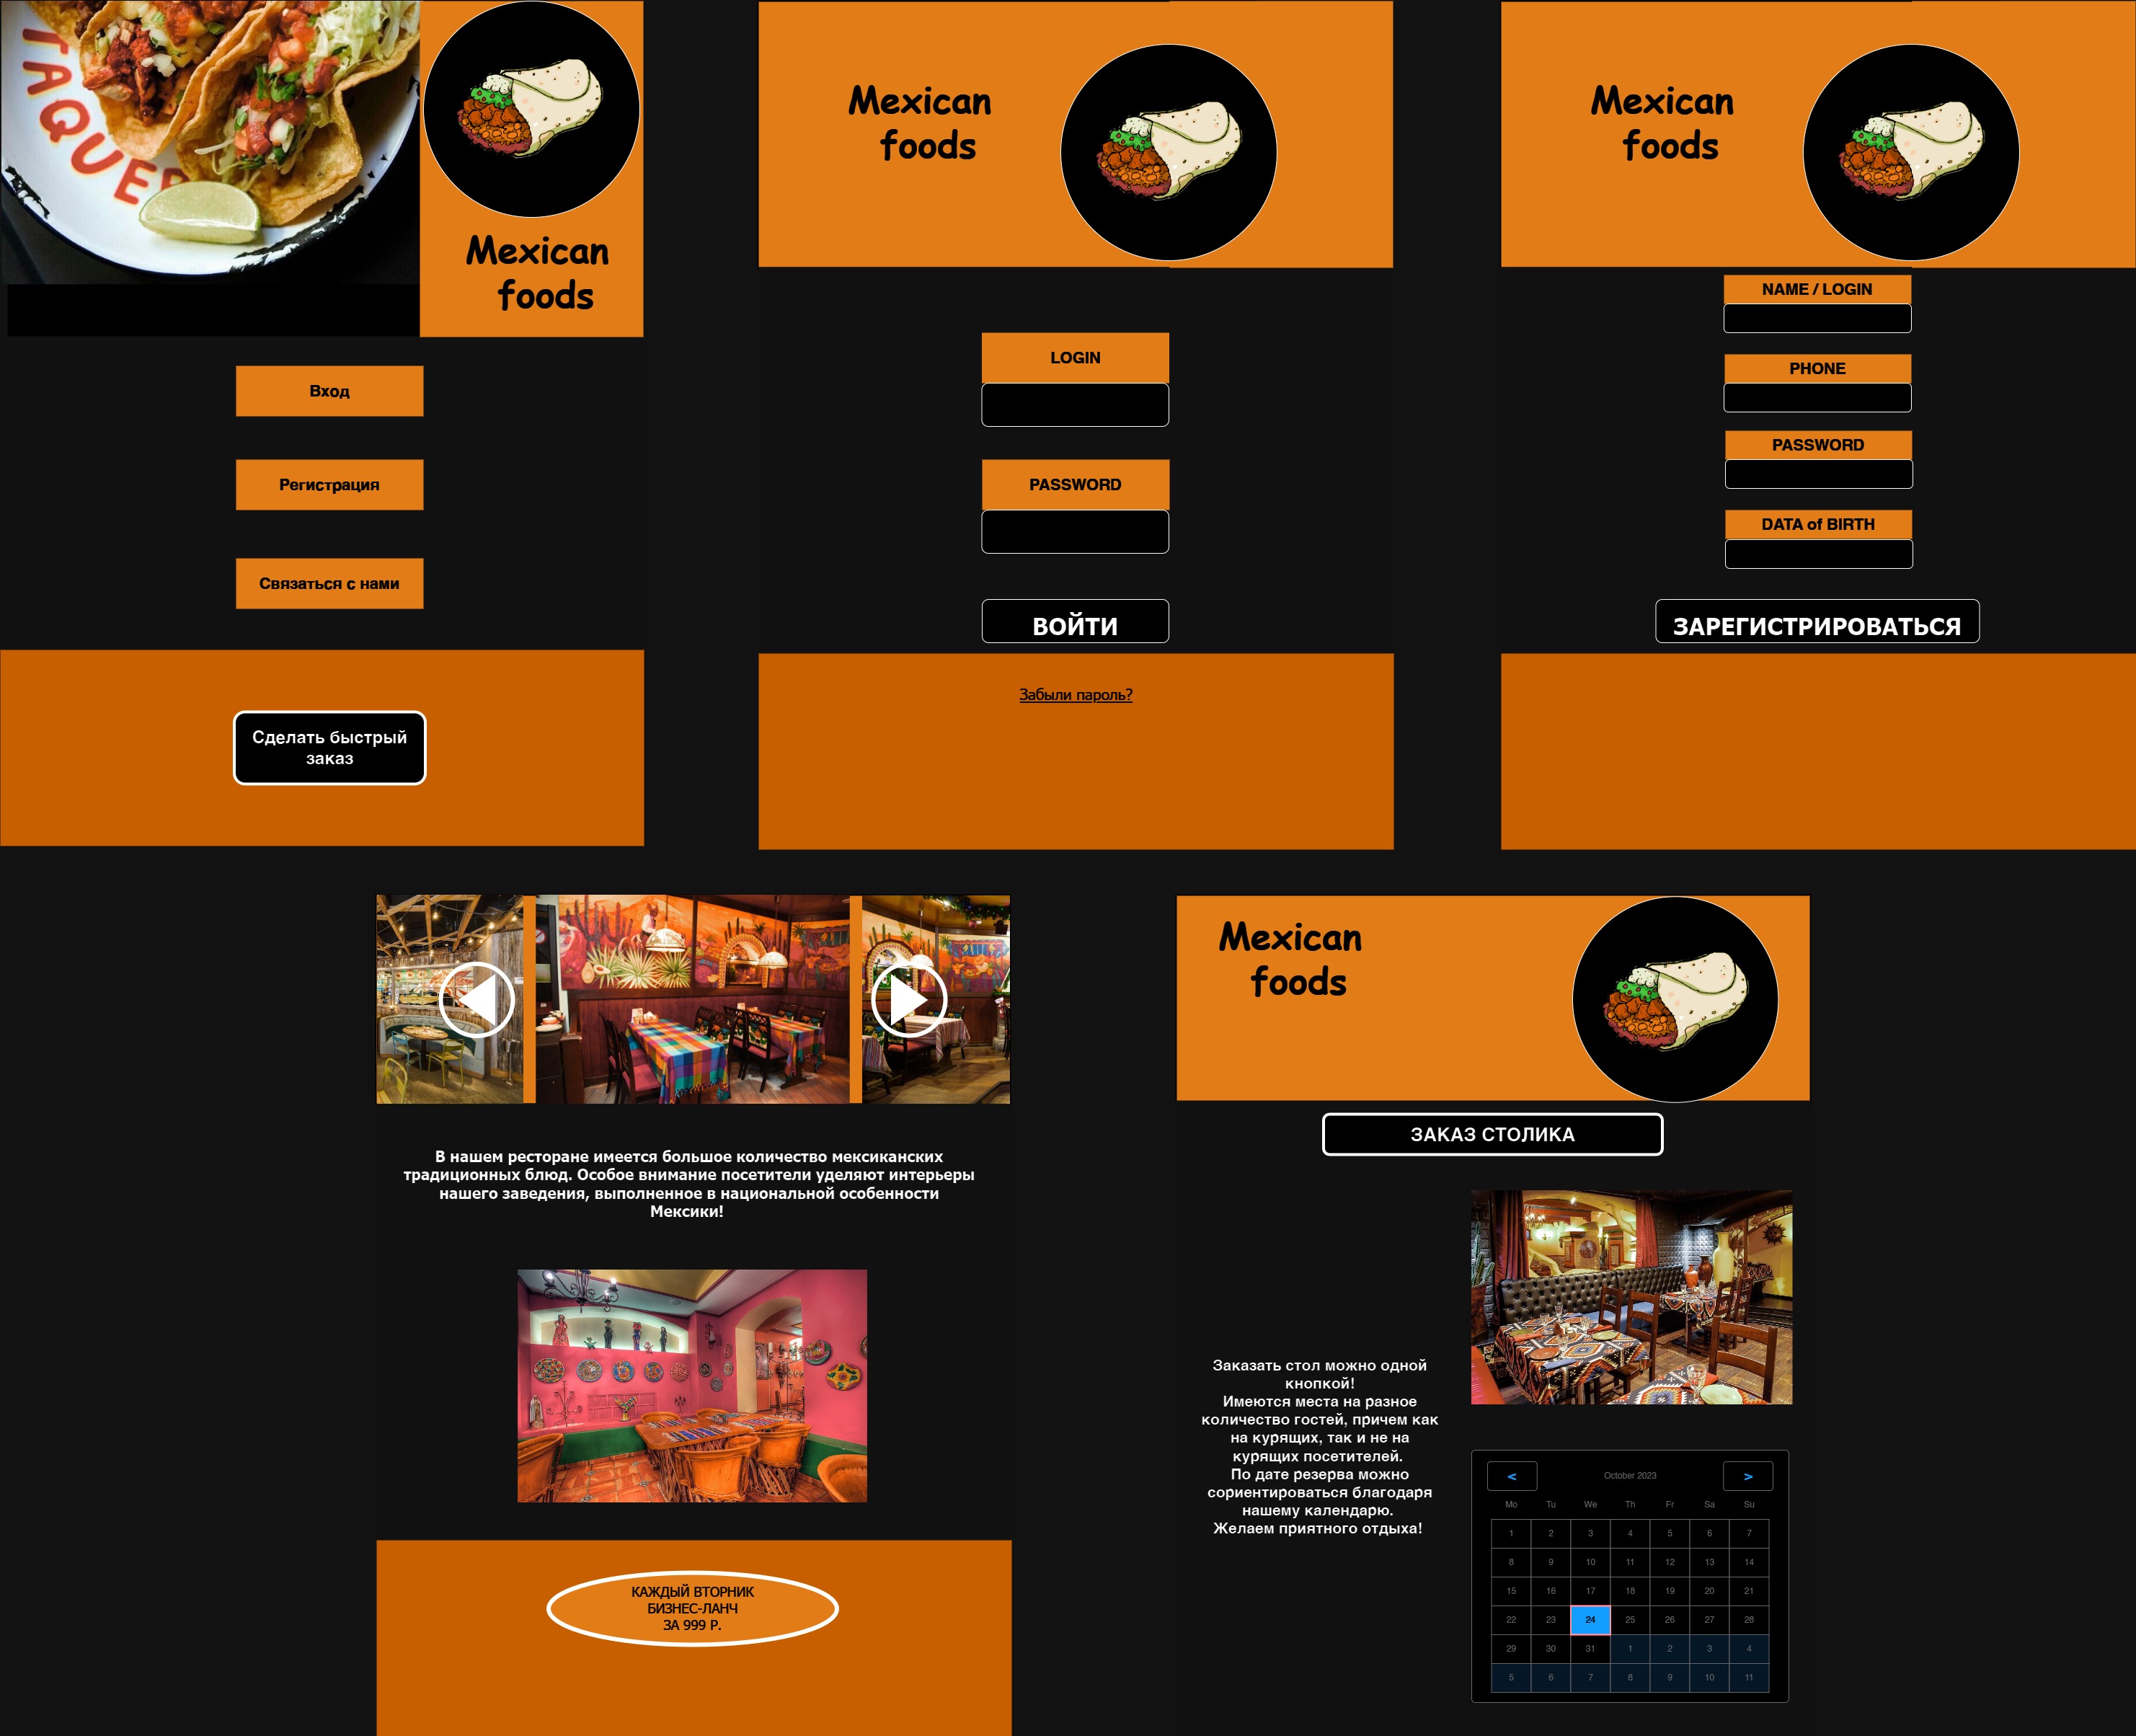 TAQUE
Mexican
foods
Вход
Регистрация
Связаться с нами
Сделать быстрый
заказ
Mexican
foods
LOGIN
PASSWORD
ВОЙТИ
Забыли пароль?
Mexican
foods
NAME / LOGIN
PHONE
PASSWORD
DATA of BIRTH
ЗАРЕГИСТРИРОВАТЬСЯ
В нашем ресторане имеется большое количество мексиканских
традиционных блюд. Особое внимание посетители уделяют интерьеры
нашего заведения, выполненное в национальной особенности
Мексики!
КАЖДЫЙ ВТОРНИК
БИЗНЕС-ЛАНЧ
ЗА 999 Р.
Mexican
foods
ЗАКАЗ СТОЛИКА
Заказать стол можно одной
кнопкой!
Имеются места на разное
количество гостей, причем как
на курящих, так и не на
курящих посетителей.
По дате резерва можно
сориентироваться благодаря
нашему календарю.
Желаем приятного отдыха!
< October 2023 >
Mo Tu We Th Fr Sa Su
1 2 3 4 5 6 7
8 9 10 11 12 13 14
15 16 17 18 19 20 21
22 23 24 25 26 27 28
29 30 31 1 2 3 4
5 6 7 8 9 10 11